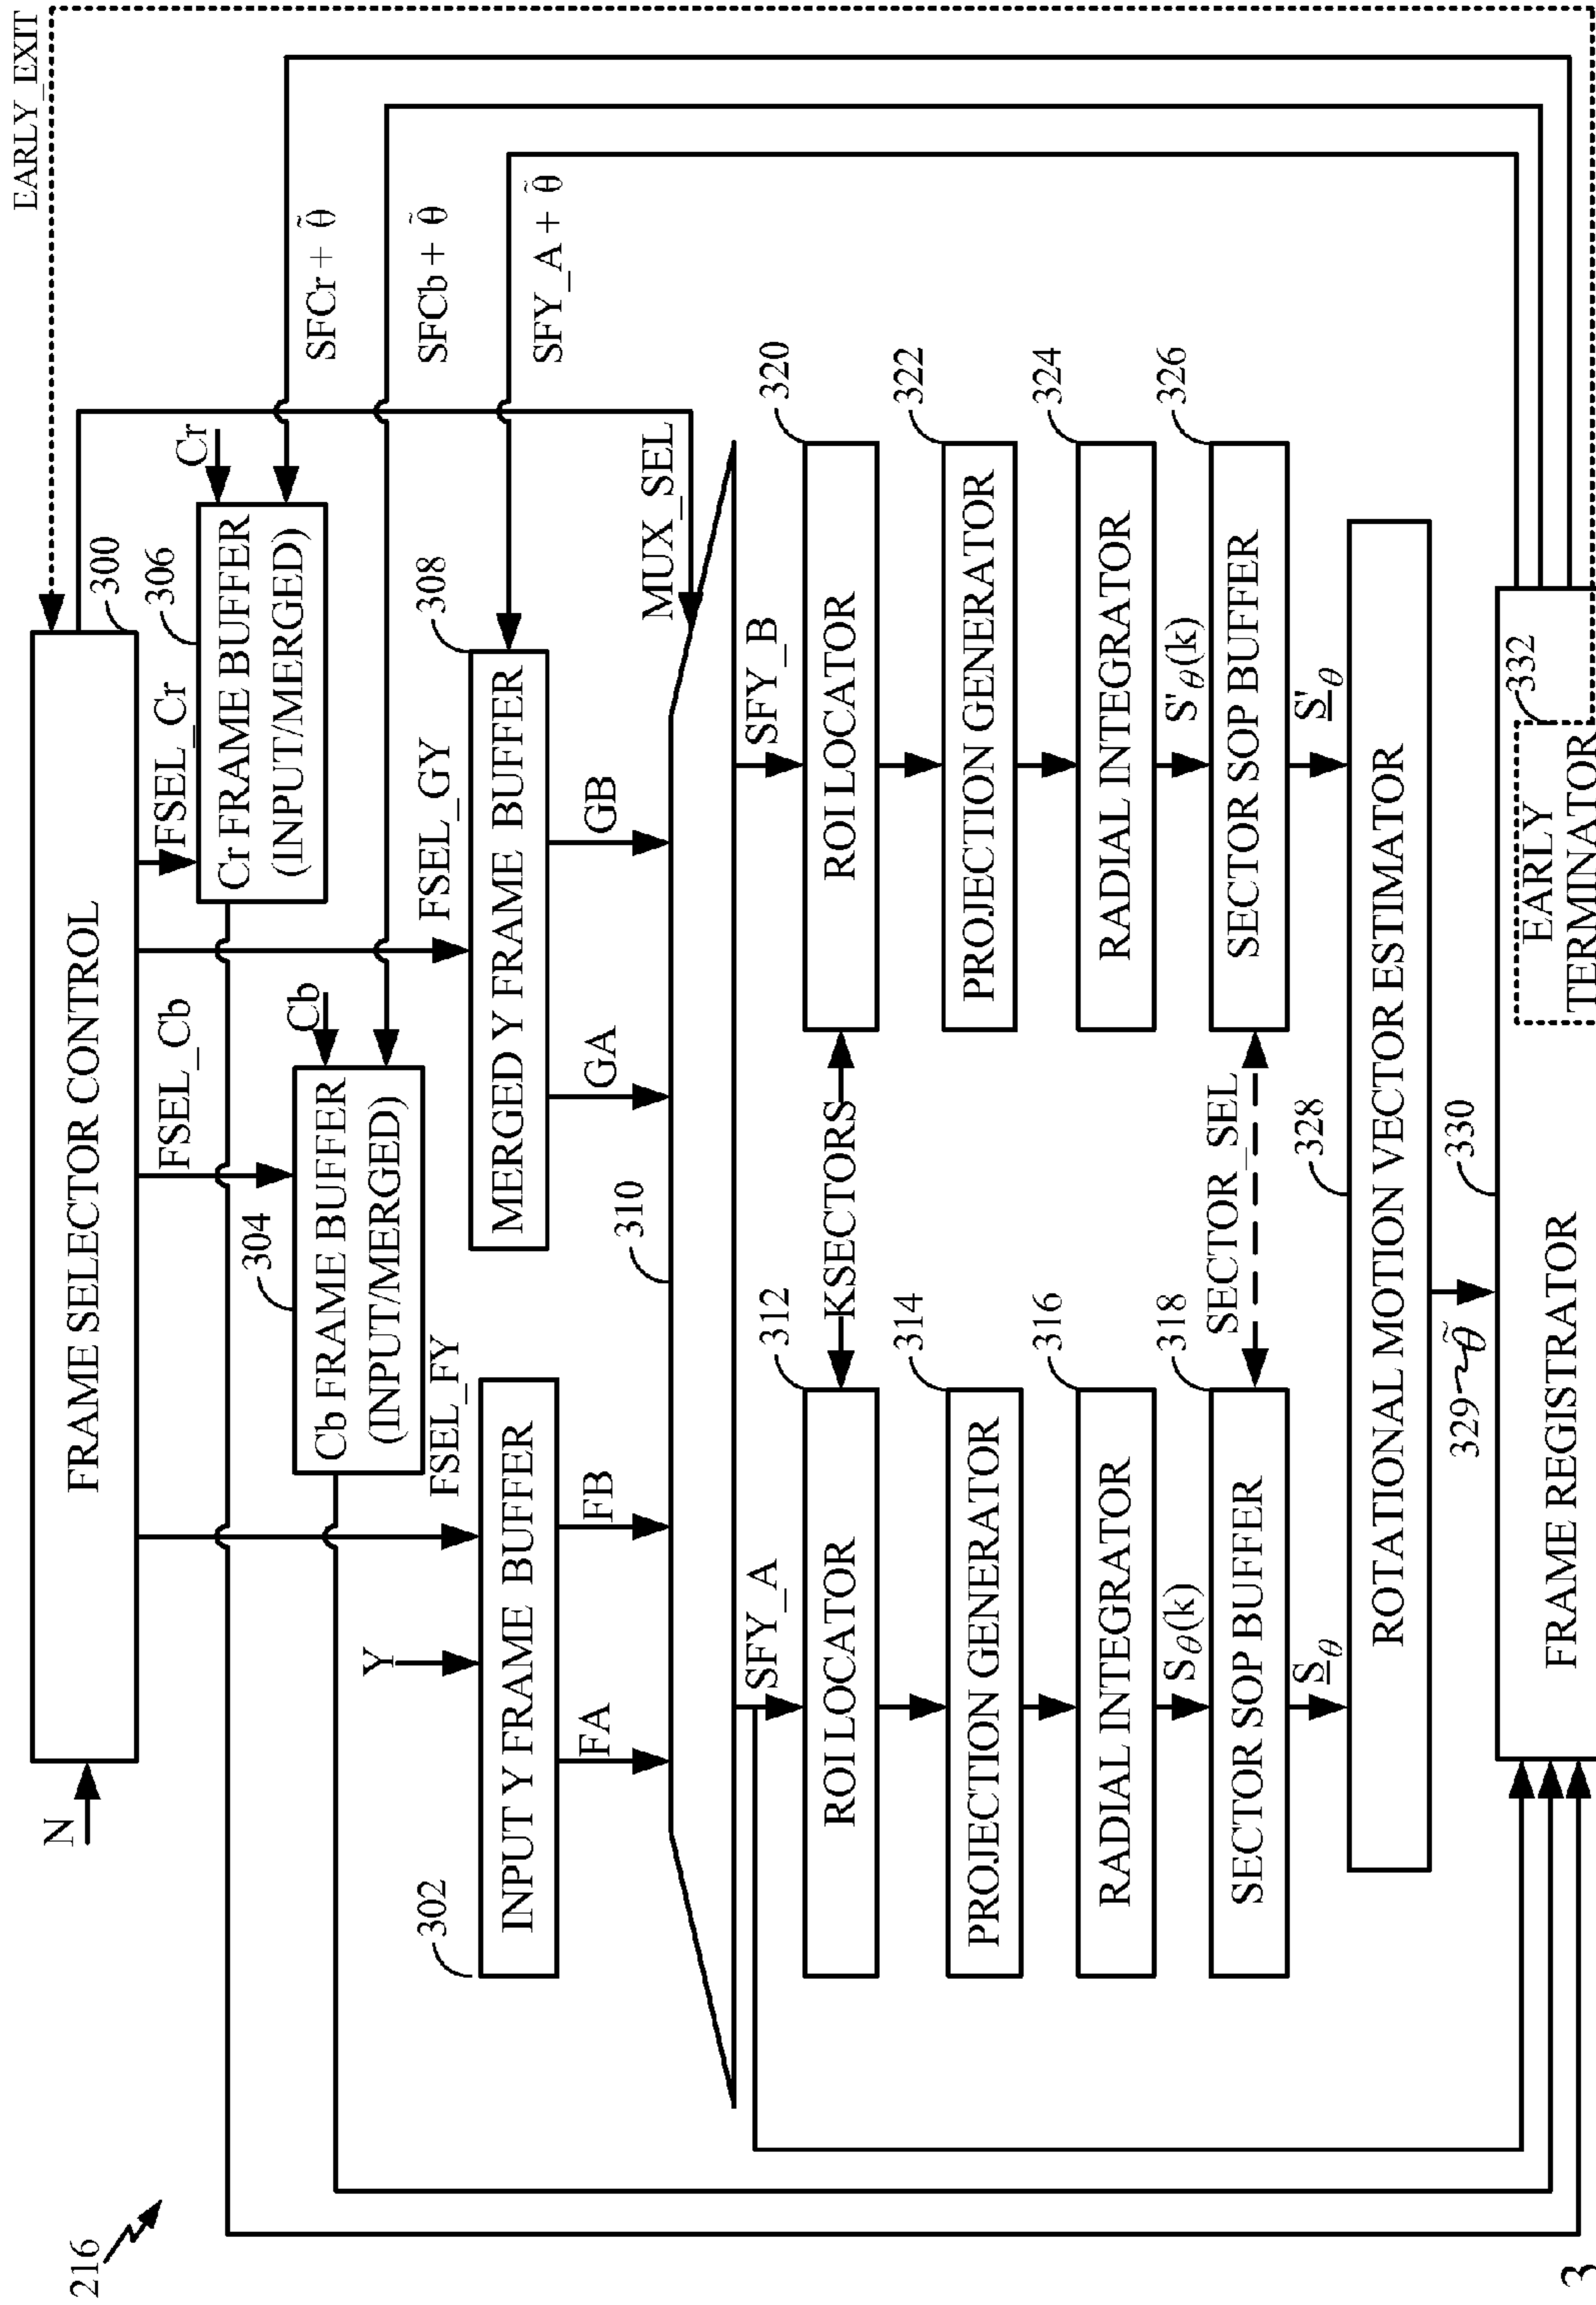 216
EARLY_EXIT
N
FRAME SELECTOR CONTROL
300
FSEL_Cb
FSEL_Cr
306
Cr FRAME BUFFER
(INPUT/MERGED)
Cr
SFCr + θ̃
304
Cb FRAME BUFFER
(INPUT/MERGED)
Cb
SFCb + θ̃
302
Y
FSEL_FY
INPUT Y FRAME BUFFER
FSEL_GY
308
MERGED Y FRAME BUFFER
SFY_A + θ̃
FA
FB
310
GA
GB
MUX_SEL
SFY_A
SFY_B
312
ROI LOCATOR
KSECTORS
320
ROI LOCATOR
314
PROJECTION GENERATOR
322
PROJECTION GENERATOR
316
RADIAL INTEGRATOR
324
RADIAL INTEGRATOR
Sθ(k)
S'θ(k)
318
SECTOR SOP BUFFER
SECTOR_SEL
326
SECTOR SOP BUFFER
Sθ
S'θ
328
ROTATIONAL MOTION VECTOR ESTIMATOR
329
θ̃
330
FRAME REGISTRATOR
332
EARLY
TERMINATOR
3